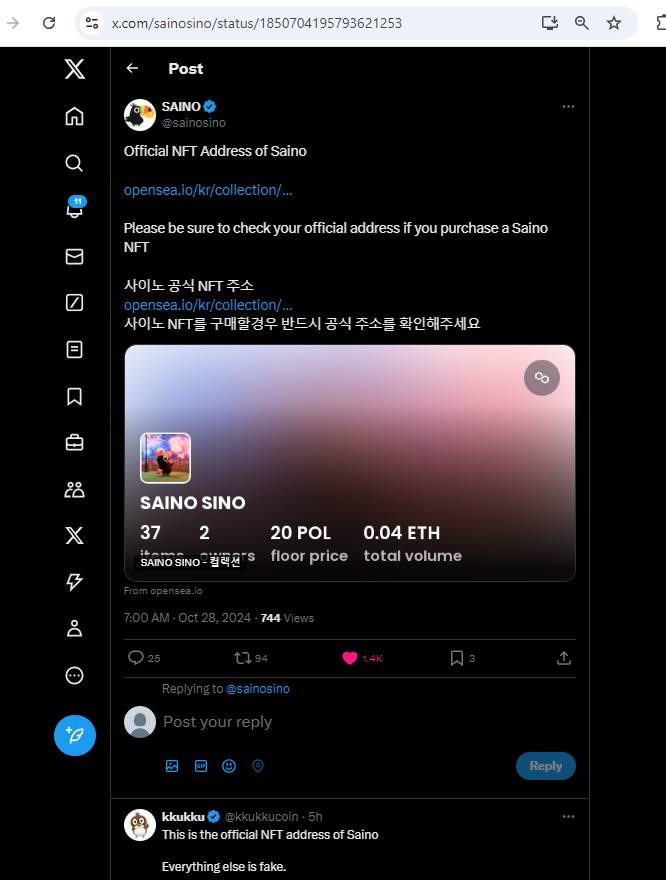 x.com/sainosino/status/1850704195793621253
Post
SAINO
@sainosino
Official NFT Address of Saino
opensea.io/kr/collection/...
Please be sure to check your official address if you purchase a Saino
NFT
사이노 공식 NFT 주소
opensea.io/kr/collection/...
사이노 NFT를 구매할경우 반드시 공식 주소를 확인해주세요
11
SAINO SINO
37 2 20 POL 0.04 ETH
items owners floor price total volume
SAINO SINO - 컬렉션
From opensea.io
7:00 AM · Oct 28, 2024 · 744 Views
25 94 1.4K 3
Replying to @sainosino
Post your reply
GIF
Reply
kkukku @kkukkucoin · 5h
This is the official NFT address of Saino
Everything else is fake.